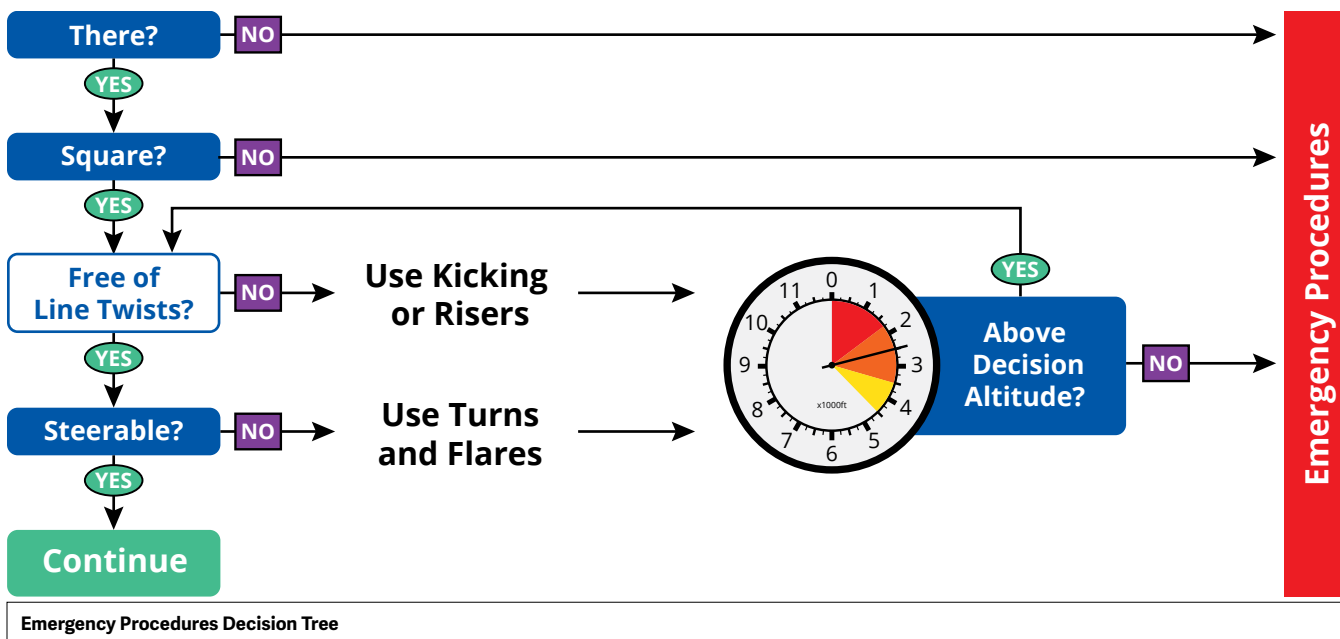 There?
NO
YES
Square?
NO
YES
Free of
Line Twists?
NO
Use Kicking
or Risers
YES
Steerable?
NO
Use Turns
and Flares
YES
Continue
0
1
2
3
4
5
6
7
8
9
10
11
x1000ft
YES
Above
Decision
Altitude?
NO
Emergency Procedures
Emergency Procedures Decision Tree